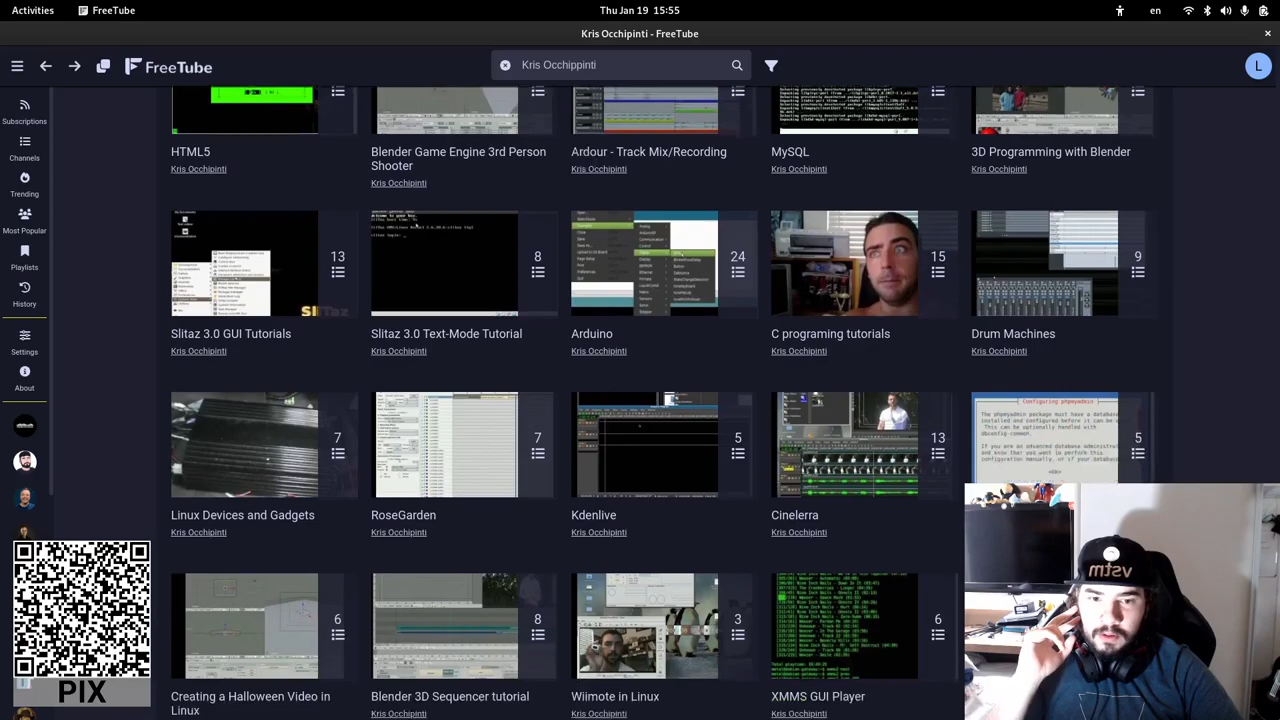 Activities
FreeTube
Thu Jan 19 15:55
en
Kris Occhipinti - FreeTube
FreeTube
Kris Occhippinti
L
Subscriptions
Channels
Trending
Most Popular
Playlists
History
Settings
About
HTML5
Kris Occhipinti
Blender Game Engine 3rd Person
Shooter
Kris Occhipinti
Ardour - Track Mix/Recording
Kris Occhipinti
MySQL
Kris Occhipinti
3D Programming with Blender
Kris Occhipinti
13
Slitaz 3.0 GUI Tutorials
Kris Occhipinti
8
Slitaz 3.0 Text-Mode Tutorial
Kris Occhipinti
24
Arduino
Kris Occhipinti
15
C programing tutorials
Kris Occhipinti
9
Drum Machines
Kris Occhipinti
7
Linux Devices and Gadgets
Kris Occhipinti
7
RoseGarden
Kris Occhipinti
5
Kdenlive
Kris Occhipinti
13
Cinelerra
Kris Occhipinti
Configuring phpmyadmin
6
Creating a Halloween Video in
Linux
Kris Occhipinti
8
Blender 3D Sequencer tutorial
Kris Occhipinti
3
Wiimote in Linux
Kris Occhipinti
6
XMMS GUI Player
Kris Occhipinti
PIX
vstm